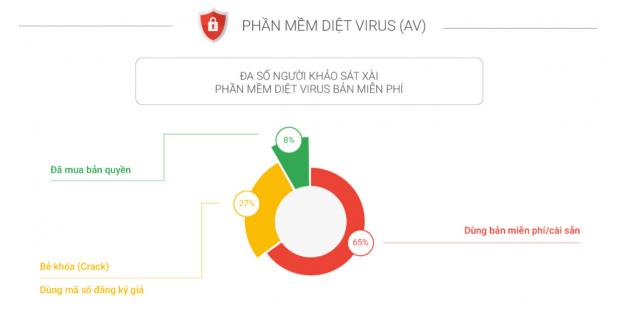 PHẦN MỀM DIỆT VIRUS (AV)
ĐA SỐ NGƯỜI KHẢO SÁT XÀI
PHẦN MỀM DIỆT VIRUS BẢN MIỄN PHÍ
8%
Đã mua bản quyền
27%
65%
Dùng bản miễn phí/cài sẵn
Bẻ khóa (Crack)
Dùng mã số đăng ký giả